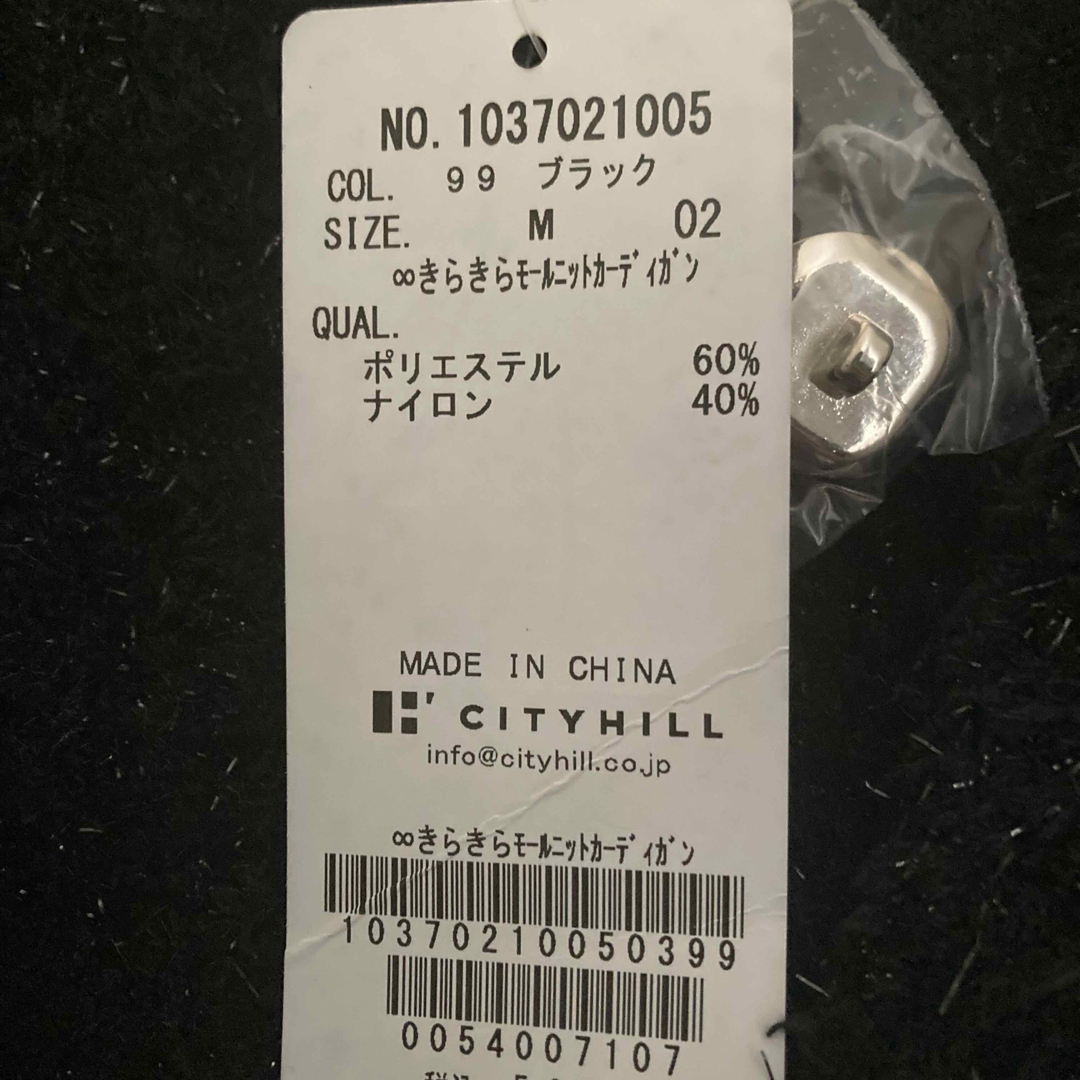 NO. 1037021005
COL. 99 ブラック
SIZE. M 02
∞きらきらﾓｰﾙﾆｯﾄｶｰﾃﾞｨｶﾞﾝ
QUAL.
ポリエステル 60%
ナイロン 40%
MADE IN CHINA
CITYHILL
info@cityhill.co.jp
∞きらきらﾓｰﾙﾆｯﾄｶｰﾃﾞｨｶﾞﾝ
10370210050399
0054007107